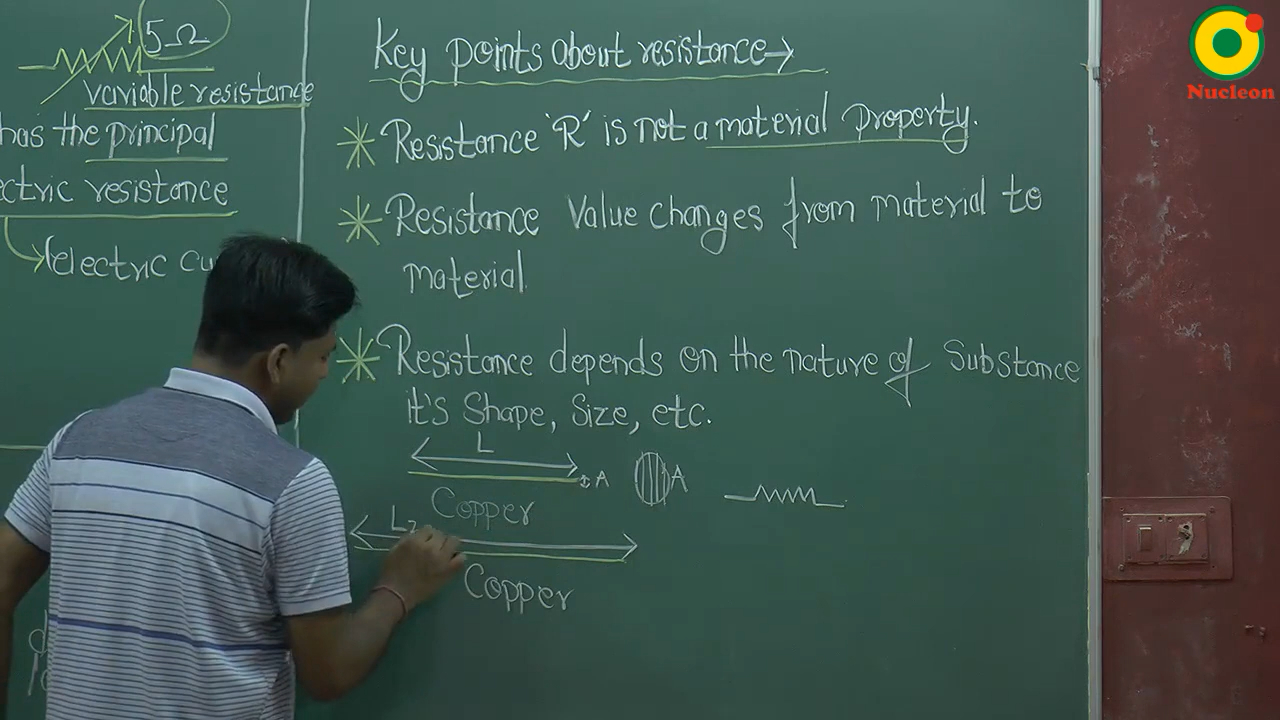 5Ω
variable resistance
has the principal
ectric resistance
electric cu
Key points about resistance→
* Resistance 'R' is not a material property.
* Resistance Value changes from material to
material.
* Resistance depends on the nature of Substance
it's Shape, Size, etc.
L
A
A
Copper
L
Copper
Nucleon